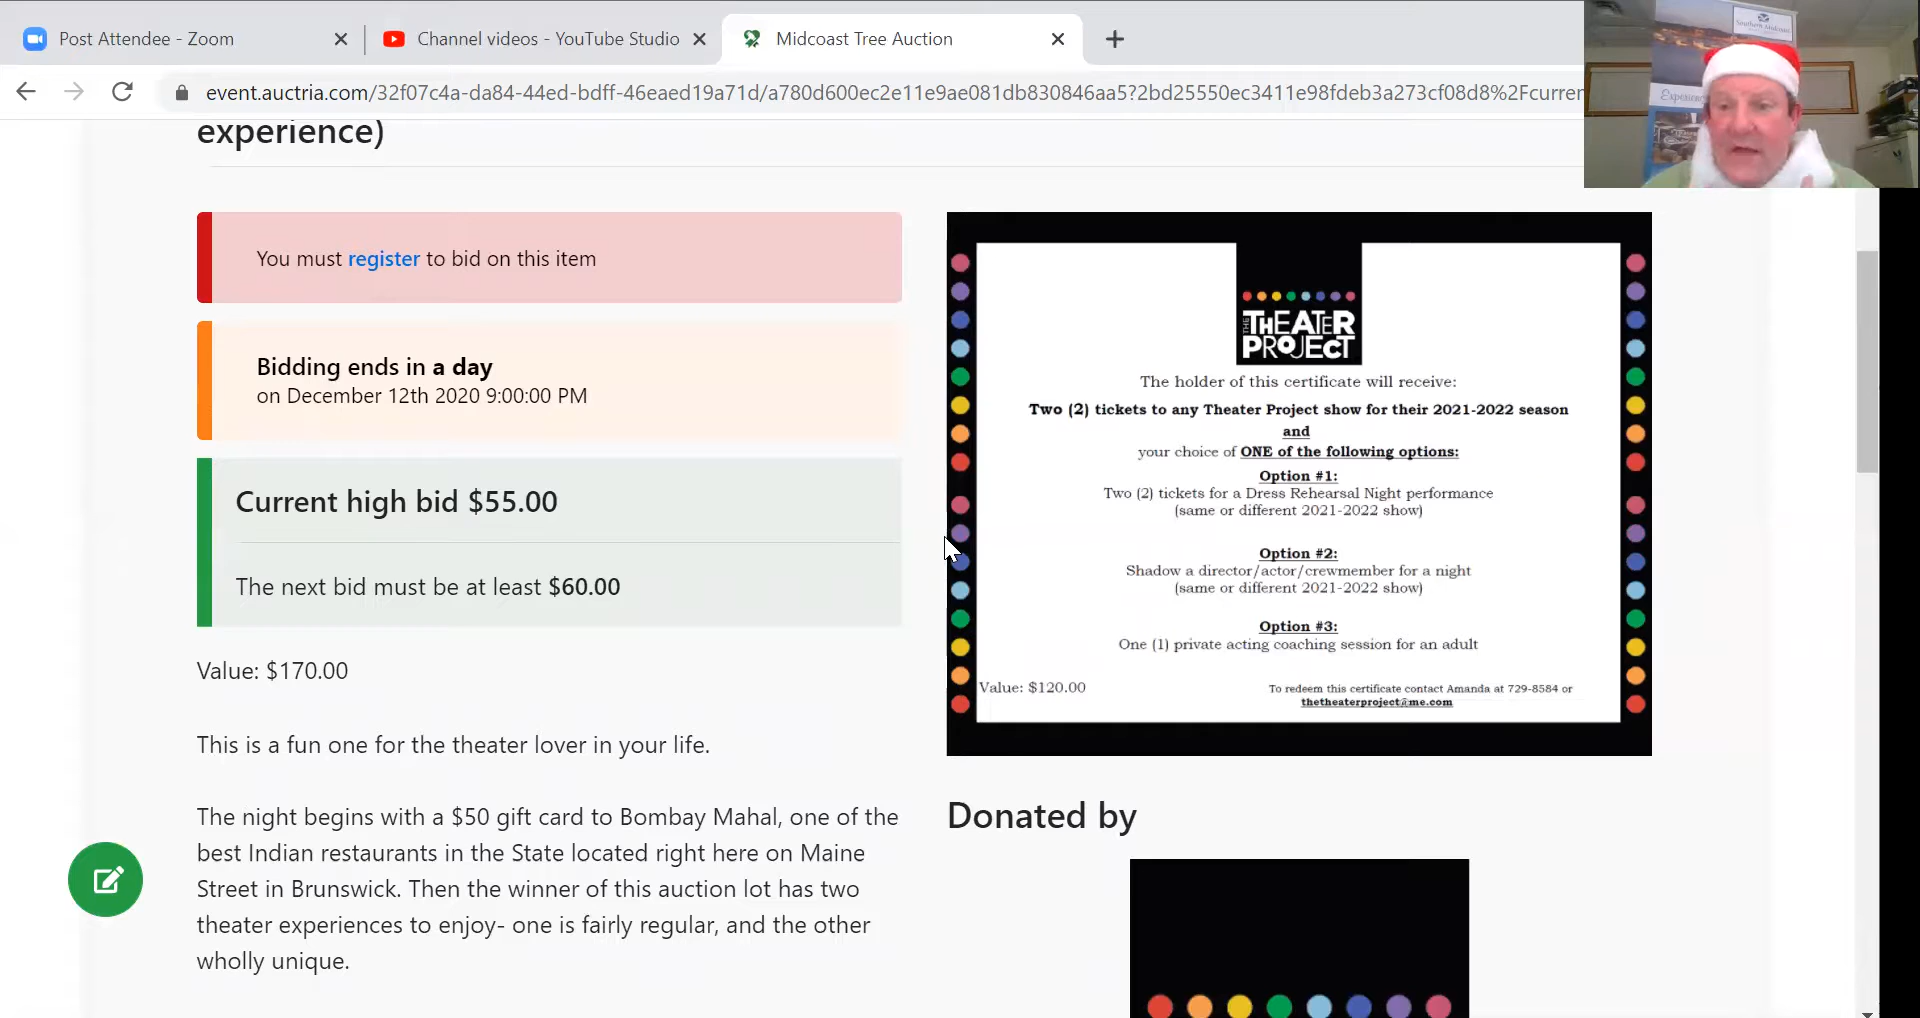 Post Attendee - Zoom
Channel videos - YouTube Studio
Midcoast Tree Auction
event.auctria.com/32f07c4a-da84-44ed-bdff-46eaed19a71d/a780d600ec2e11e9ae081db830846aa5?2bd25550ec3411e98fdeb3a273cf08d8%2Fcurren
experience)
You must register to bid on this item
Bidding ends in a day
on December 12th 2020 9:00:00 PM
Current high bid $55.00
The next bid must be at least $60.00
Value: $170.00
This is a fun one for the theater lover in your life.
The night begins with a $50 gift card to Bombay Mahal, one of the
best Indian restaurants in the State located right here on Maine
Street in Brunswick. Then the winner of this auction lot has two
theater experiences to enjoy- one is fairly regular, and the other
wholly unique.
THE THEATER
PROJECT
The holder of this certificate will receive:
Two (2) tickets to any Theater Project show for their 2021-2022 season
and
your choice of ONE of the following options:
Option #1:
Two (2) tickets for a Dress Rehearsal Night performance
(same or different 2021-2022 show)
Option #2:
Shadow a director/actor/crewmember for a night
(same or different 2021-2022 show)
Option #3:
One (1) private acting coaching session for an adult
Value: $120.00
To redeem this certificate contact Amanda at 729-8584 or
thetheaterproject@me.com
Donated by